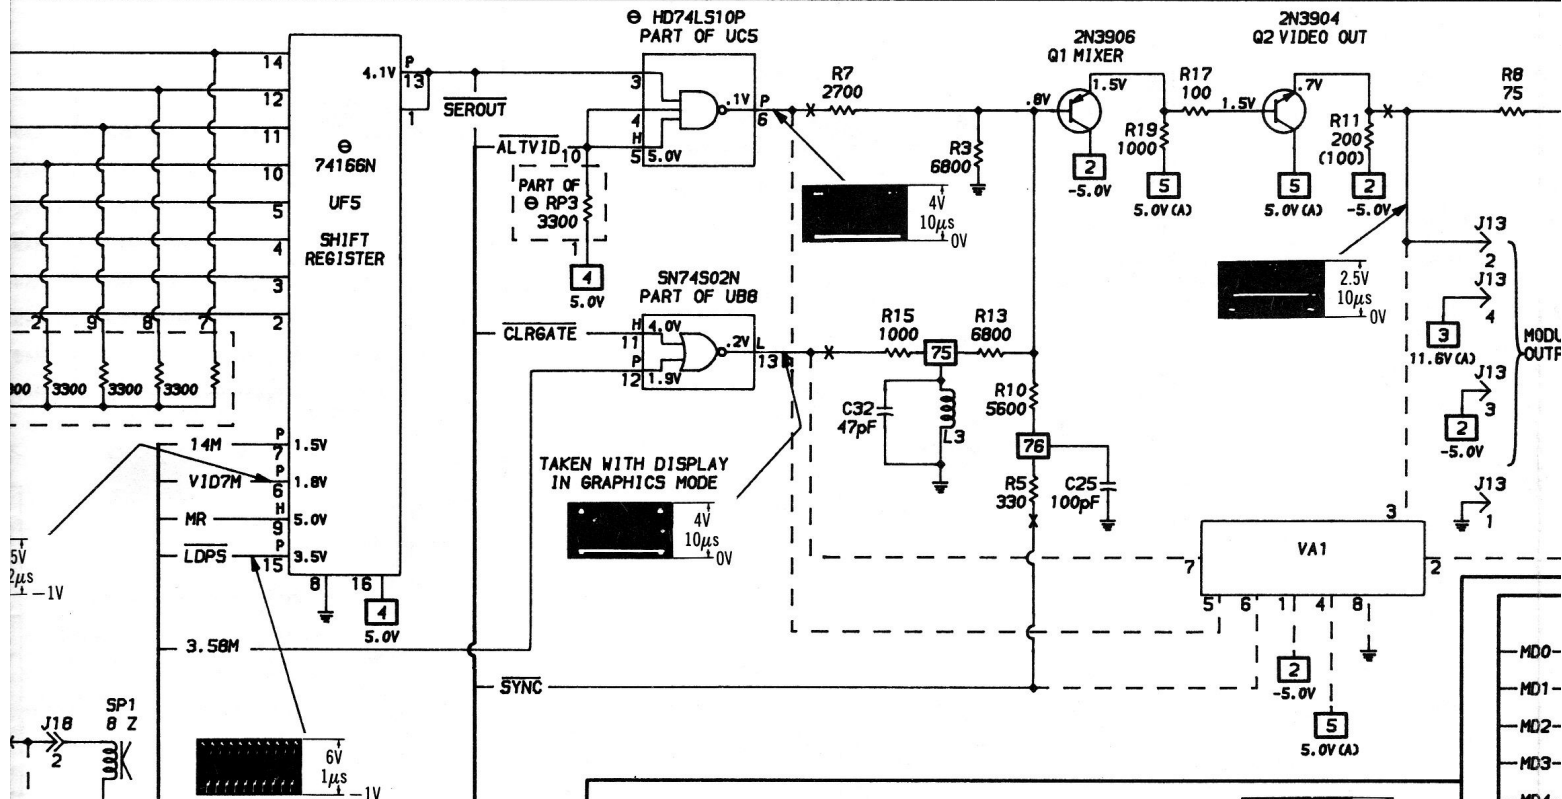 ⊖ HD74LS10P
PART OF UC5
2N3906
Q1 MIXER
2N3904
Q2 VIDEO OUT
14
12
11
10
5
4
3
2
4.1V
P
13
1
⊖
74166N
UF5
SHIFT
REGISTER
SEROUT
ALTVID
10
3
4
H
5
5.0V
.1V
P
6
PART OF
⊖ RP3
3300
1
4
5.0V
R7
2700
R3
6800
.8V
1.5V
2
-5.0V
R17
100
R19
1000
5
5.0V(A)
1.5V
.7V
5
5.0V(A)
R11
200
(100)
2
-5.0V
R8
75
4V
10µs
0V
2.5V
10µs
0V
J13
2
J13
4
3
11.6V(A)
J13
3
2
-5.0V
J13
1
SN74S02N
PART OF UB8
CLRGATE
H
11
4.0V
P
12
1.9V
.2V
L
13
R15
1000
75
R13
6800
C32
47pF
L3
R10
5600
76
R5
330
C25
100pF
2
9
8
7
3300
3300
3300
14M
P
7
1.5V
VID7M
P
6
1.8V
MR
H
9
5.0V
LDPS
P
15
3.5V
8
16
4
5.0V
TAKEN WITH DISPLAY
IN GRAPHICS MODE
4V
10µs
0V
3.58M
SYNC
VA1
3
7
2
5
6
1
4
8
2
-5.0V
5
5.0V(A)
-1V
SP1
8 Z
J18
2
6V
1µs
-1V
MD0
MD1
MD2
MD3